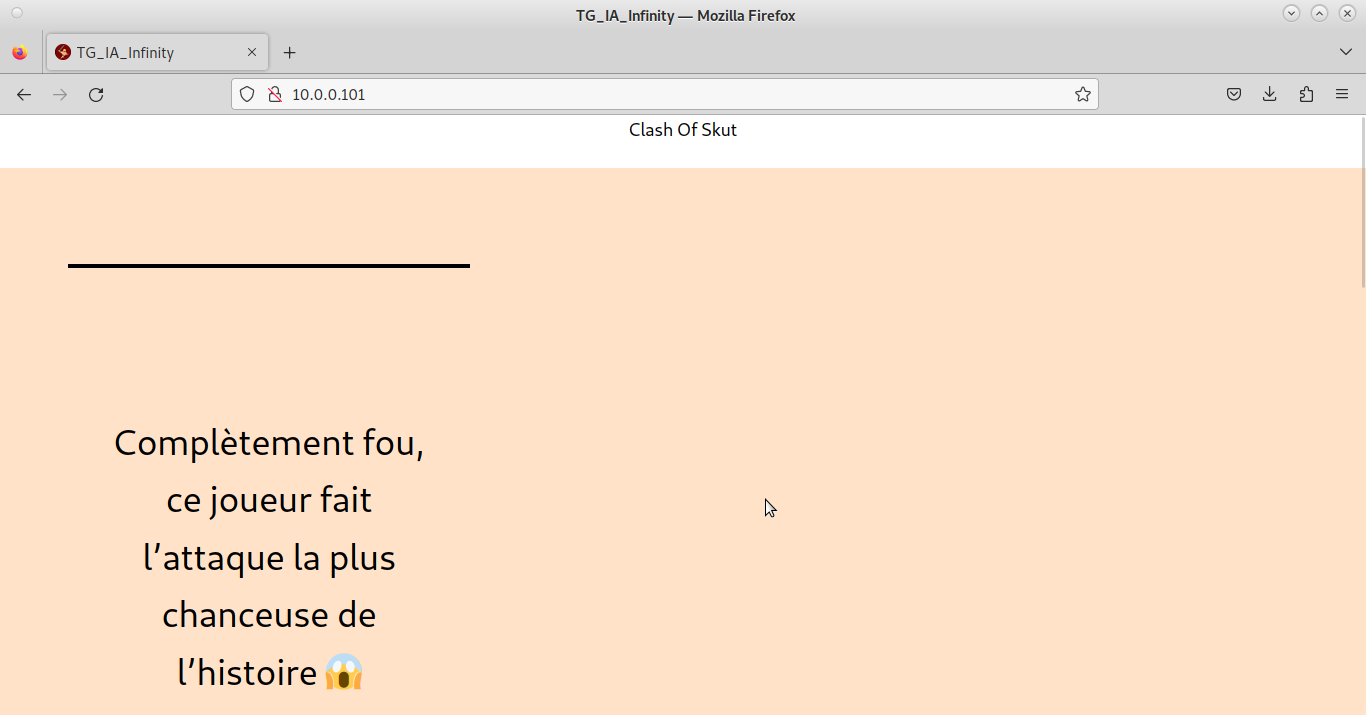 TG_IA_Infinity — Mozilla Firefox
TG_IA_Infinity
10.0.0.101
Clash Of Skut
Complètement fou,
ce joueur fait
l’attaque la plus
chanceuse de
l’histoire 😱